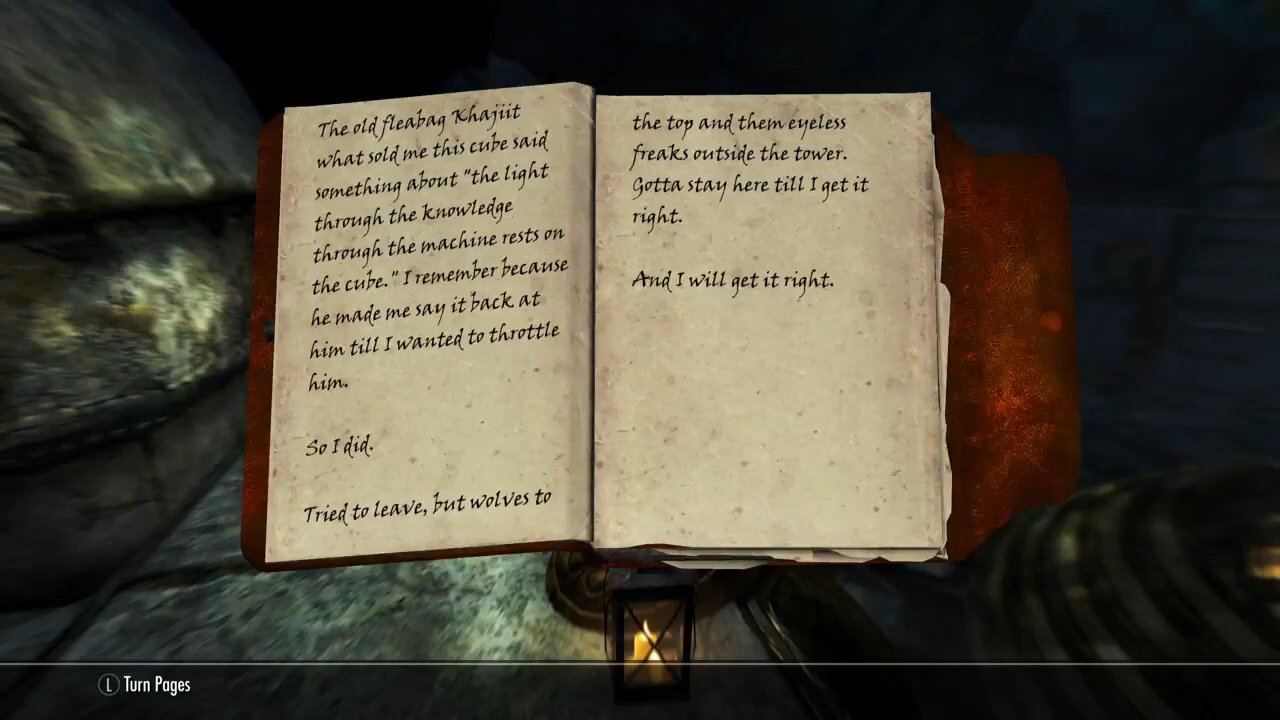 The old fleabag Khajiit
what sold me this cube said
something about "the light
through the knowledge
through the machine rests on
the cube." I remember because
he made me say it back at
him till I wanted to throttle
him.
So I did.
Tried to leave, but wolves to
the top and them eyeless
freaks outside the tower.
Gotta stay here till I get it
right.
And I will get it right.
L Turn Pages